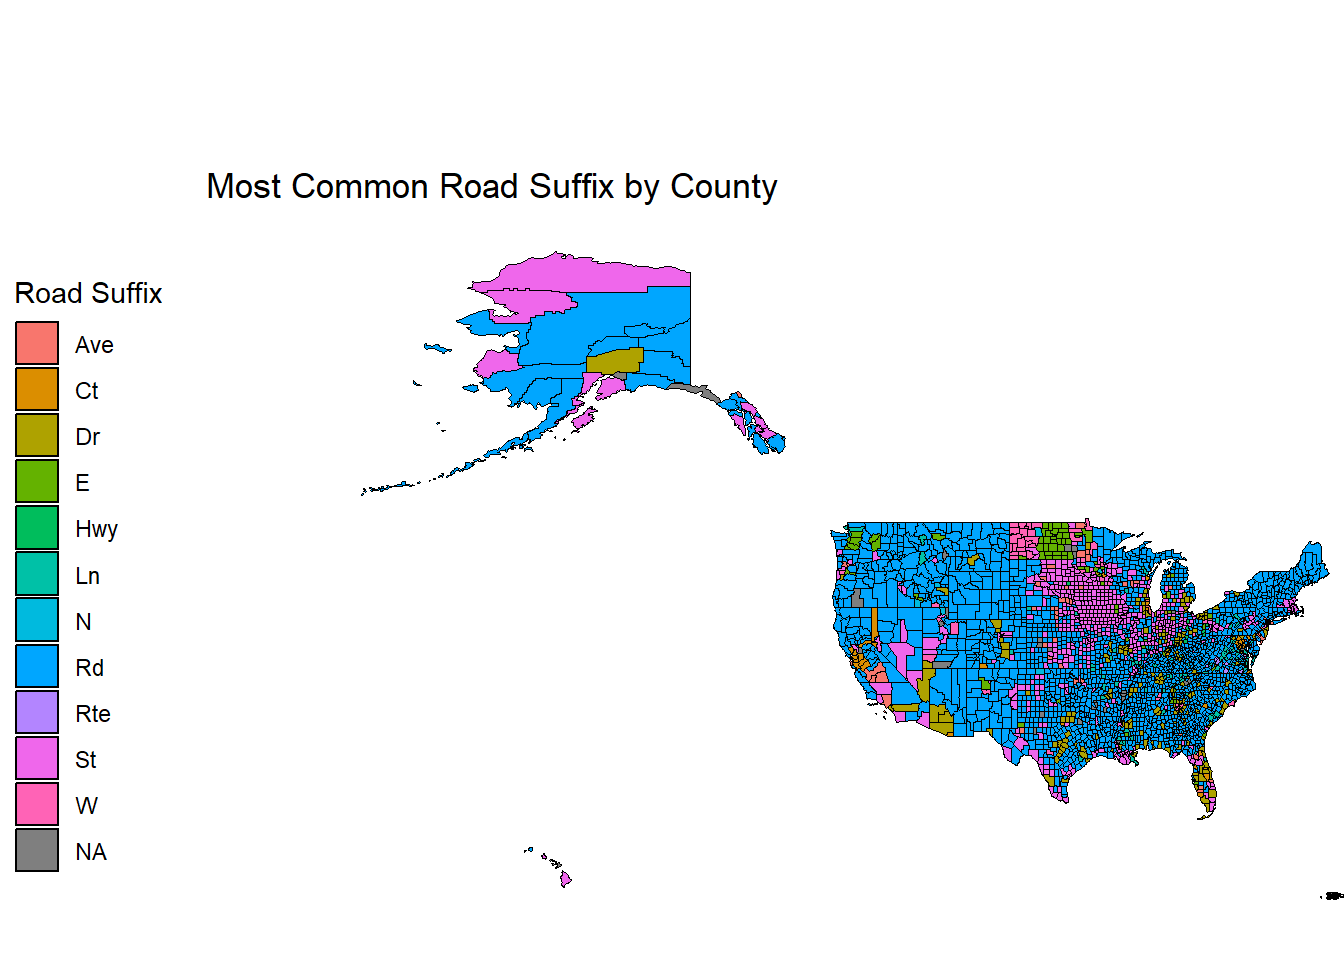 Most Common Road Suffix by County
Road Suffix
Ave
Ct
Dr
E
Hwy
Ln
N
Rd
Rte
St
W
NA